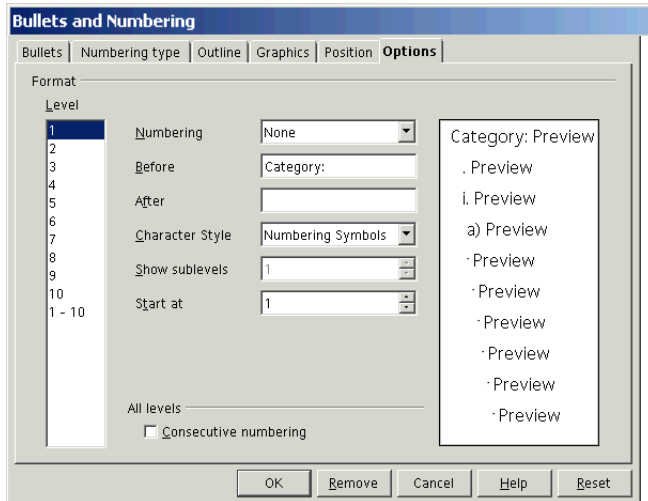 Bullets and Numbering
Bullets Numbering type Outline Graphics Position Options
Format
Level
1
2
3
4
5
6
7
8
9
10
1 - 10
Numbering None
Before Category:
After
Character Style Numbering Symbols
Show sublevels 1
Start at 1
All levels
Consecutive numbering
Category: Preview
. Preview
i. Preview
a) Preview
· Preview
· Preview
· Preview
· Preview
· Preview
· Preview
OK Remove Cancel Help Reset